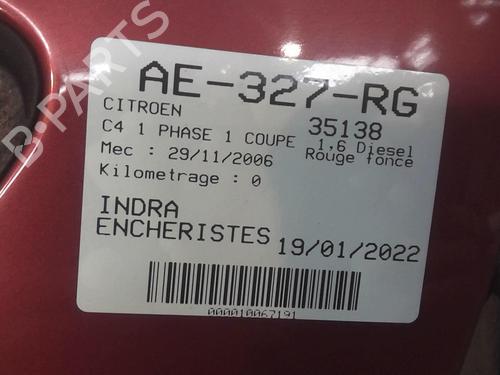 AE-327-RG
CITROEN 35138
C4 1 PHASE 1 COUPE 1,6 Diesel
Mec : 29/11/2006 Rouge fonce
Kilometrage : 0
INDRA
ENCHERISTES 19/01/2022
000010067191
B-PARTS